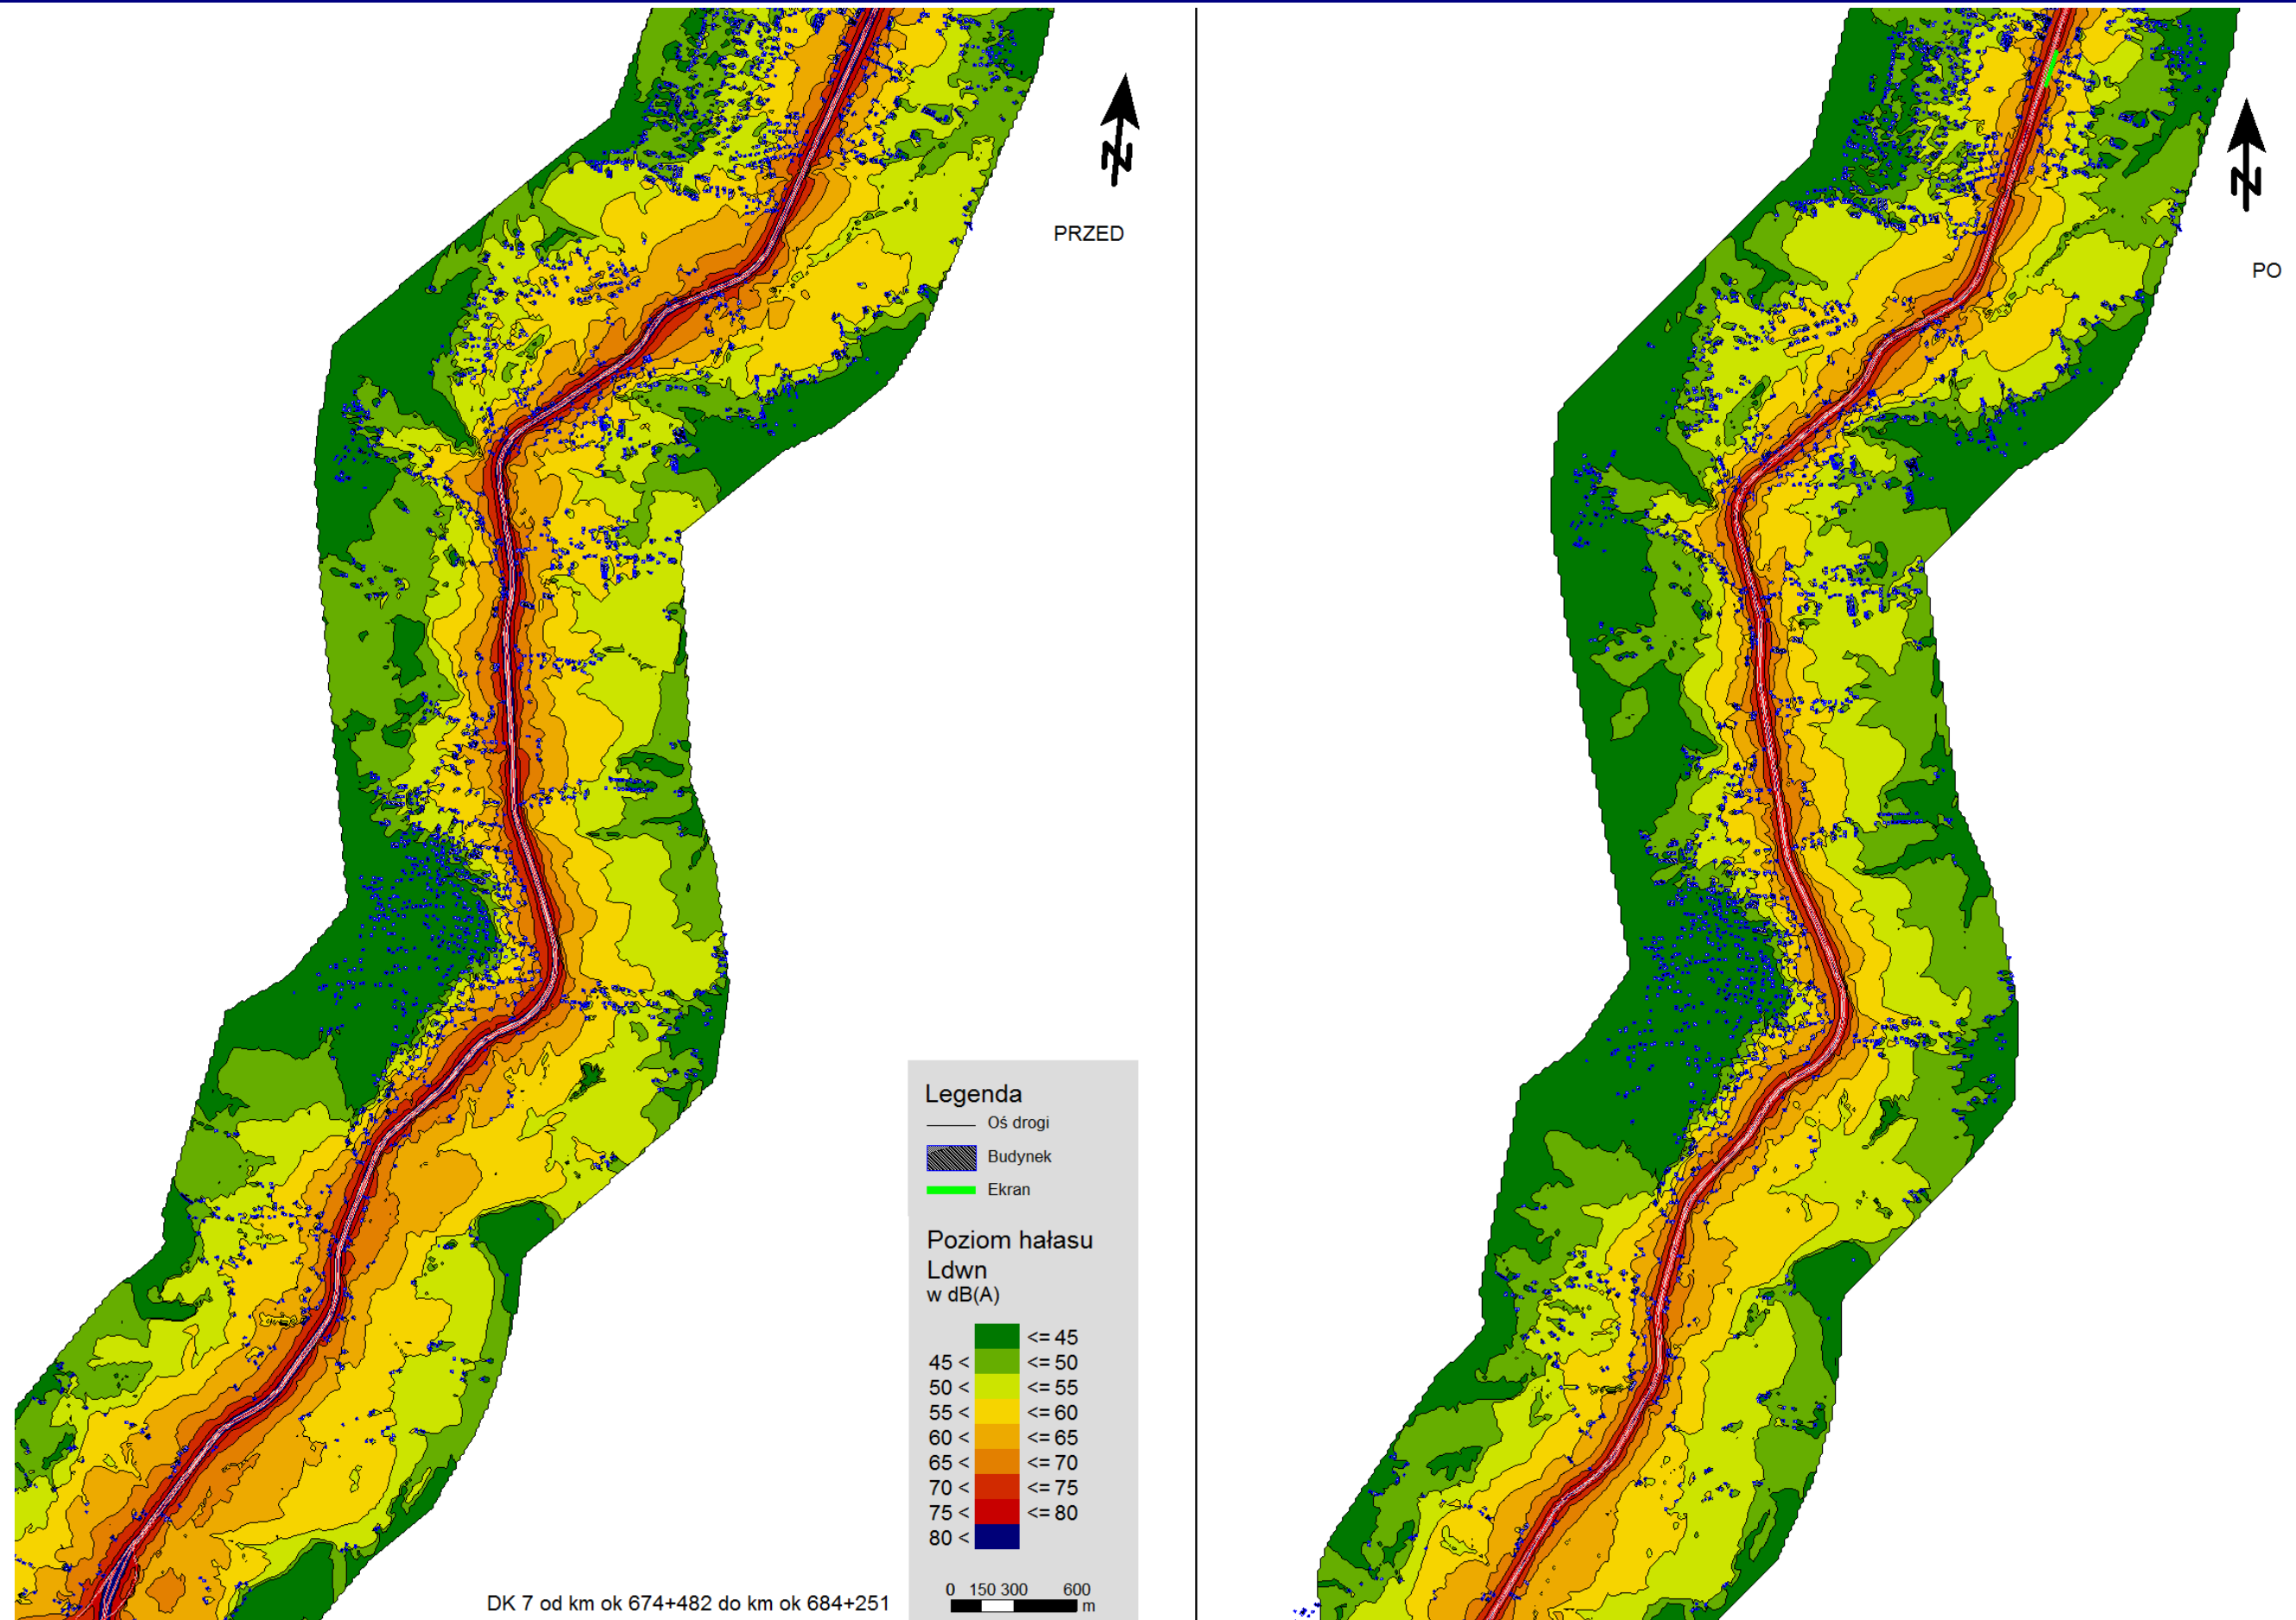 N
PRZED
N
PO
Legenda
Oś drogi
Budynek
Ekran
Poziom hałasu
Ldwn
w dB(A)
<= 45
45 < <= 50
50 < <= 55
55 < <= 60
60 < <= 65
65 < <= 70
70 < <= 75
75 < <= 80
80 <
0 150 300 600
m
DK 7 od km ok 674+482 do km ok 684+251